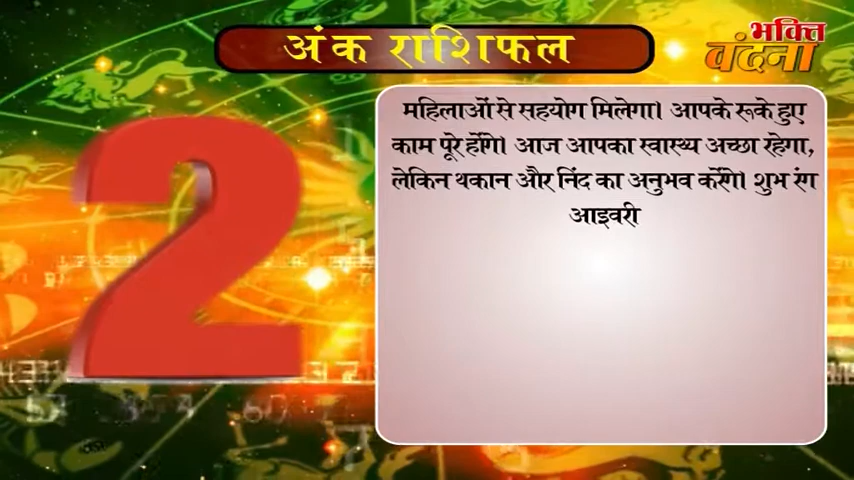 अंक राशिफल
भक्ति
वंदना
2
महिलाओं से सहयोग मिलेगा। आपके रूके हुए
काम पूरे होंगे। आज आपका स्वास्थ्य अच्छा रहेगा,
लेकिन थकान और निंद का अनुभव करेंगे। शुभ रंग
आइवरी